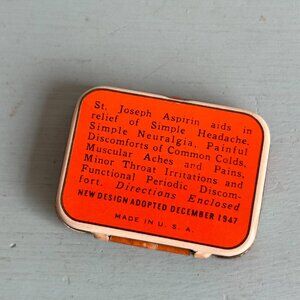 St. Joseph Aspirin aids in
relief of Simple Headache,
Simple Neuralgia, Painful
Discomforts of Common Colds,
Muscular Aches and Pains,
Minor Throat Irritations and
Functional Periodic Discom-
fort. Directions Enclosed
NEW DESIGN ADOPTED DECEMBER 1947
MADE IN U. S. A.